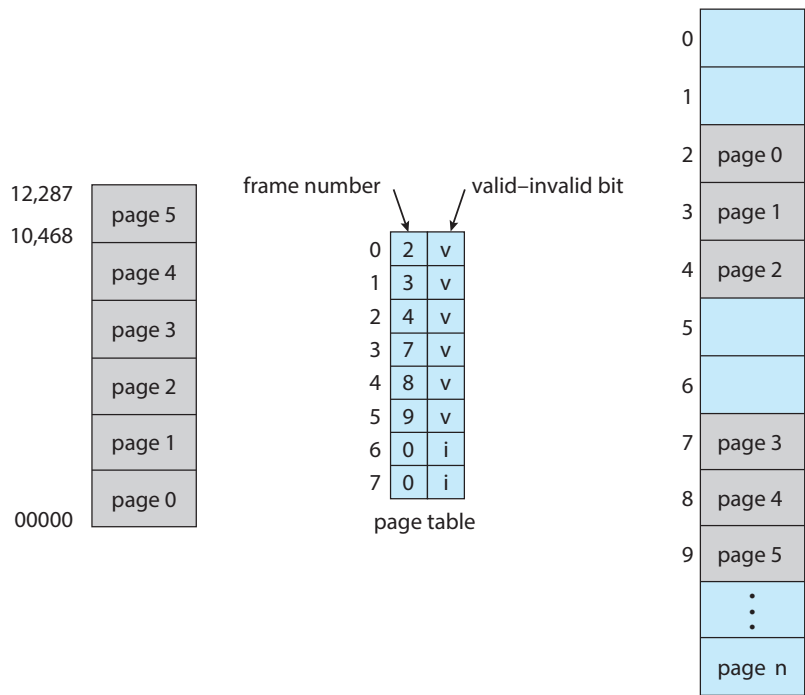 12,287
page 5
10,468
page 4
page 3
page 2
page 1
page 0
00000
frame number
valid–invalid bit
0 2 v
1 3 v
2 4 v
3 7 v
4 8 v
5 9 v
6 0 i
7 0 i
page table
0
1
2 page 0
3 page 1
4 page 2
5
6
7 page 3
8 page 4
9 page 5
page n